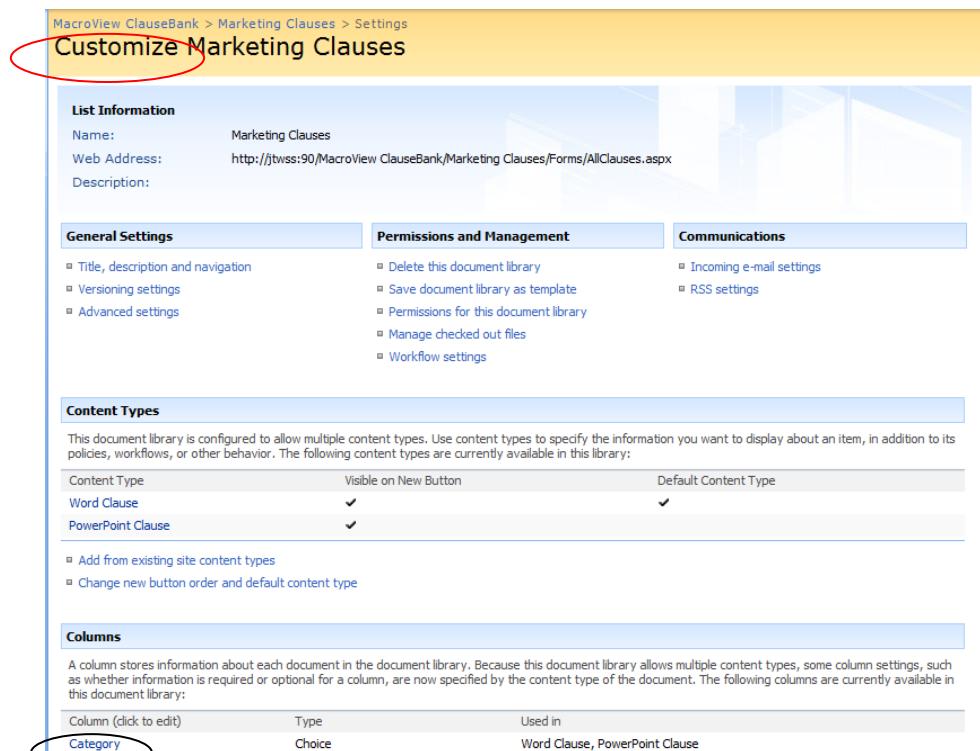 MacroView ClauseBank > Marketing Clauses > Settings
Customize Marketing Clauses
List Information
Name: Marketing Clauses
Web Address: http://jtwss:90/MacroView ClauseBank/Marketing Clauses/Forms/AllClauses.aspx
Description:
General Settings Permissions and Management Communications
Title, description and navigation Delete this document library Incoming e-mail settings
Versioning settings Save document library as template RSS settings
Advanced settings Permissions for this document library
Manage checked out files
Workflow settings
Content Types
This document library is configured to allow multiple content types. Use content types to specify the information you want to display about an item, in addition to its
policies, workflows, or other behavior. The following content types are currently available in this library:
Content Type Visible on New Button Default Content Type
Word Clause ✔ ✔
PowerPoint Clause ✔
Add from existing site content types
Change new button order and default content type
Columns
A column stores information about each document in the document library. Because this document library allows multiple content types, some column settings, such
as whether information is required or optional for a column, are now specified by the content type of the document. The following columns are currently available in
this document library:
Column (click to edit) Type Used in
Category Choice Word Clause, PowerPoint Clause